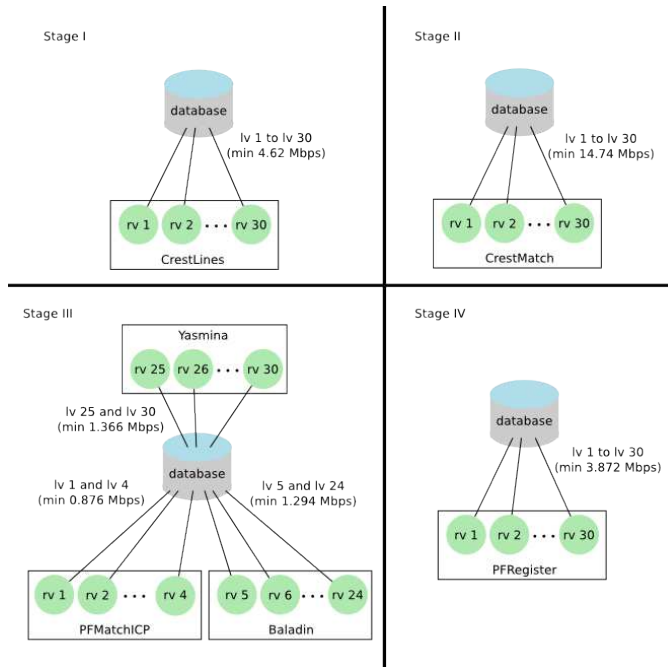 Stage I
database
lv 1 to lv 30
(min 4.62 Mbps)
rv 1 rv 2 ••• rv 30
CrestLines
Stage II
database
lv 1 to lv 30
(min 14.74 Mbps)
rv 1 rv 2 ••• rv 30
CrestMatch
Stage III
Yasmina
rv 25 rv 26 ••• rv 30
lv 25 and lv 30
(min 1.366 Mbps)
database
lv 1 and lv 4
(min 0.876 Mbps)
lv 5 and lv 24
(min 1.294 Mbps)
rv 1 rv 2 ••• rv 4
PFMatchICP
rv 5 rv 6 ••• rv 24
Baladin
Stage IV
database
lv 1 to lv 30
(min 3.872 Mbps)
rv 1 rv 2 ••• rv 30
PFRegister